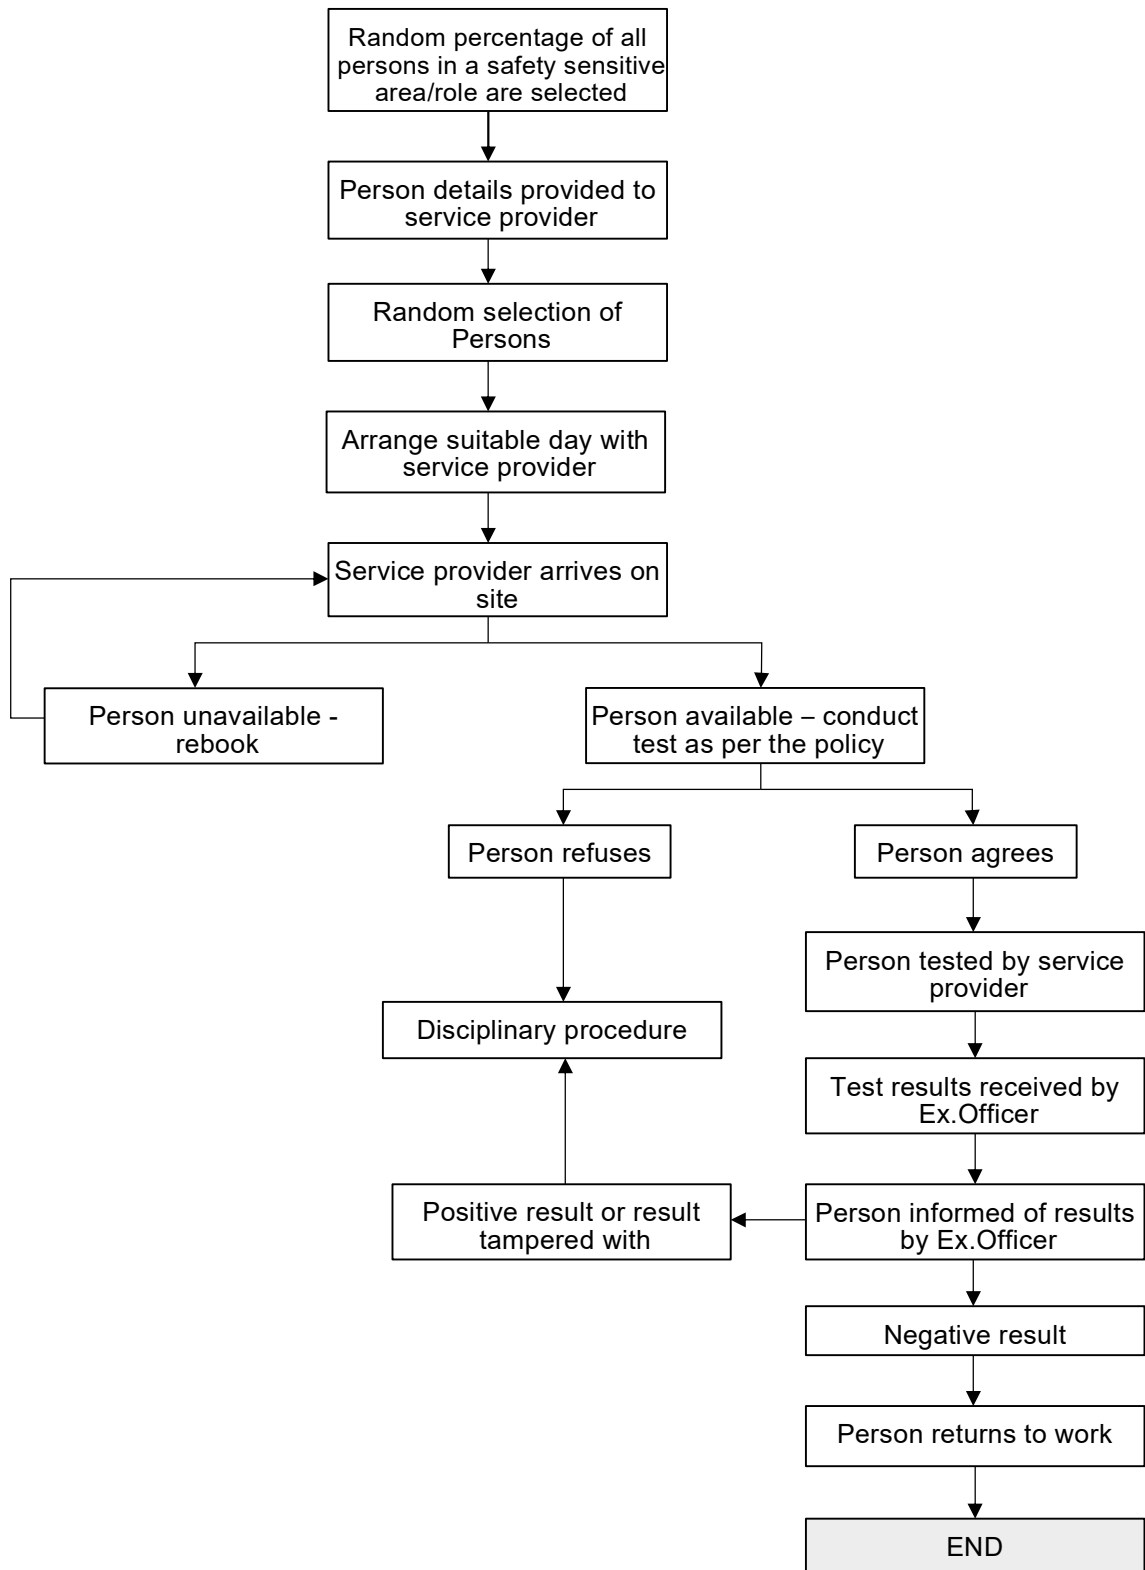 Random percentage of all
persons in a safety sensitive
area/role are selected
Person details provided to
service provider
Random selection of
Persons
Arrange suitable day with
service provider
Service provider arrives on
site
Person unavailable -
rebook
Person available – conduct
test as per the policy
Person refuses
Person agrees
Person tested by service
provider
Disciplinary procedure
Test results received by
Ex.Officer
Positive result or result
tampered with
Person informed of results
by Ex.Officer
Negative result
Person returns to work
END